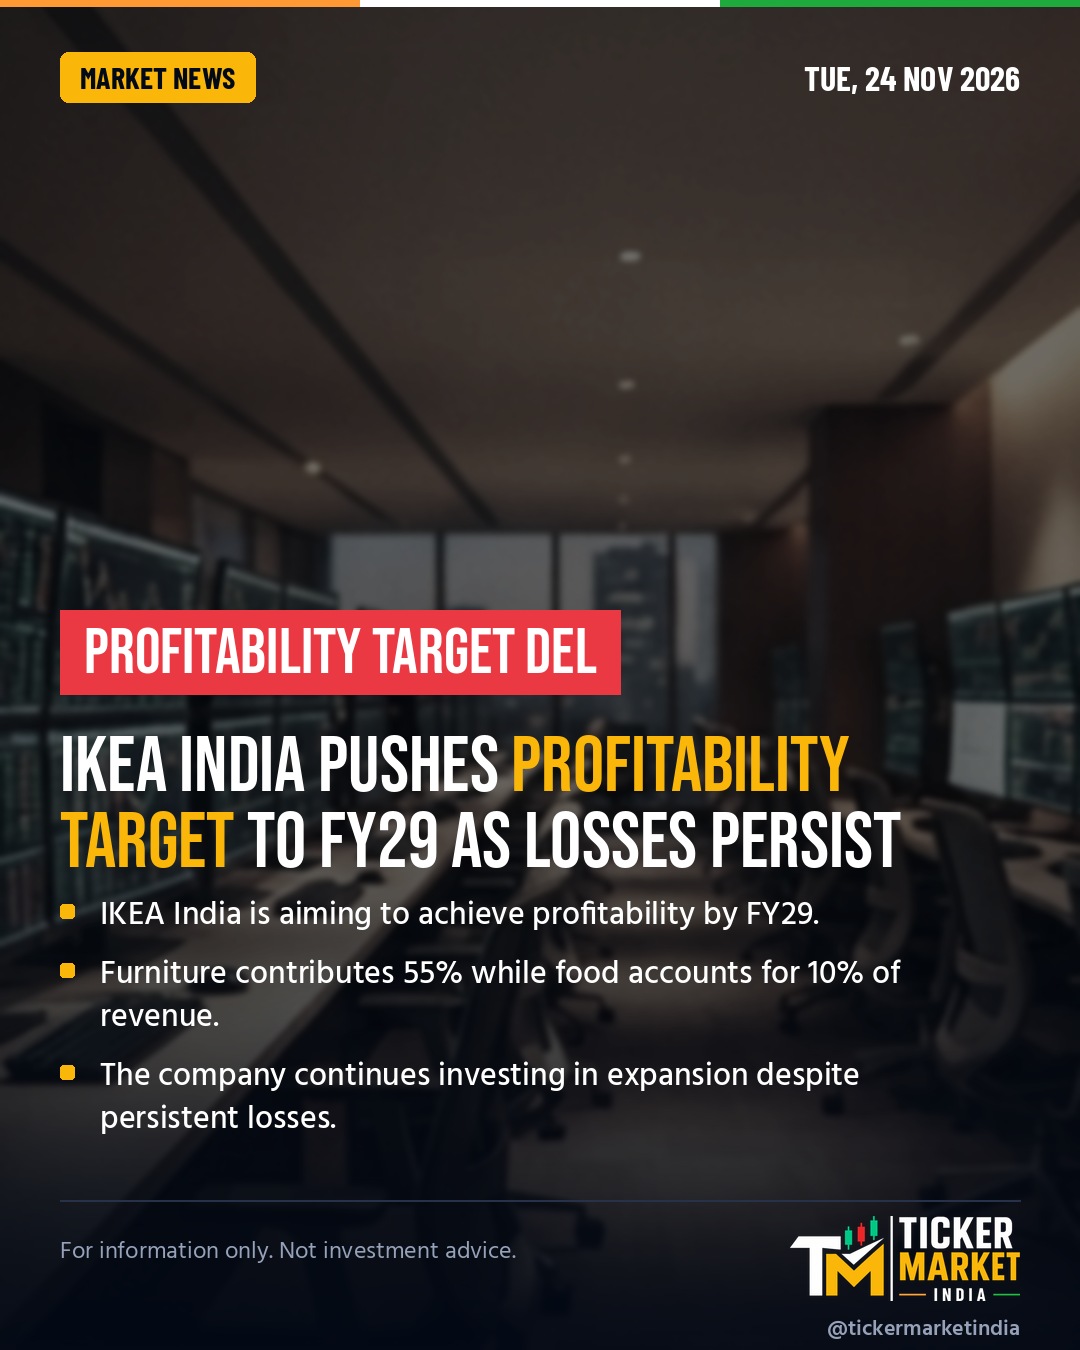 MARKET NEWS
TUE, 24 NOV 2026
PROFITABILITY TARGET DEL
IKEA INDIA PUSHES PROFITABILITY
TARGET TO FY29 AS LOSSES PERSIST
IKEA India is aiming to achieve profitability by FY29.
Furniture contributes 55% while food accounts for 10% of
revenue.
The company continues investing in expansion despite
persistent losses.
For information only. Not investment advice.
TM
TICKER
MARKET
INDIA
@tickermarketindia